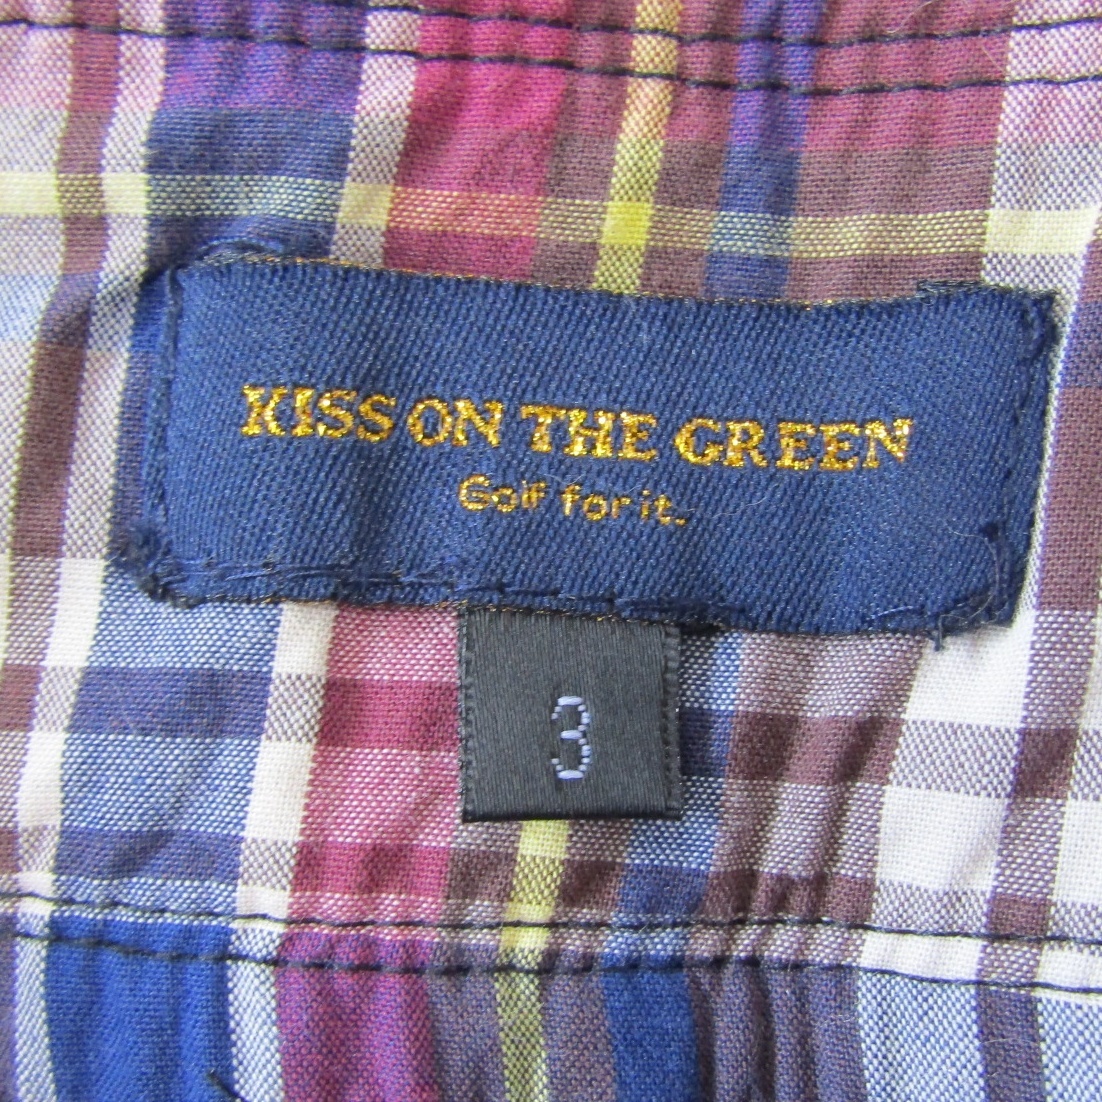 KISS ON THE GREEN
Golf for it.
3